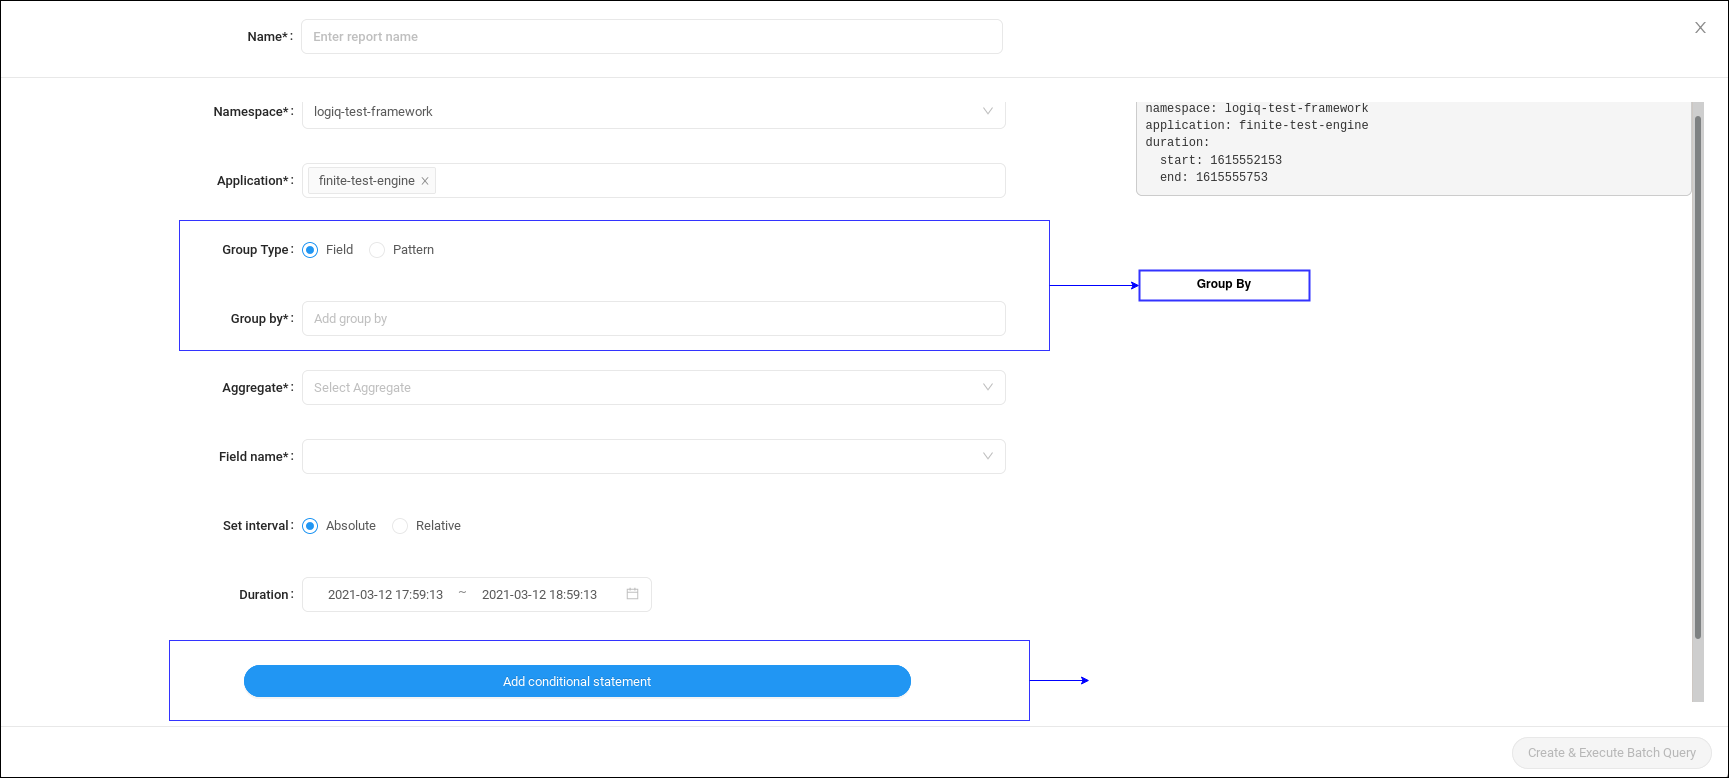 Name* :
Enter report name
Namespace* :
logiq-test-framework
Application* :
finite-test-engine
Group Type :
Field
Pattern
Group by* :
Add group by
Aggregate* :
Select Aggregate
Field name* :
Set interval :
Absolute
Relative
Duration :
2021-03-12 17:59:13 ~ 2021-03-12 18:59:13
Add conditional statement
namespace: logiq-test-framework
application: finite-test-engine
duration:
  start: 1615552153
  end: 1615555753
Group By
Create & Execute Batch Query